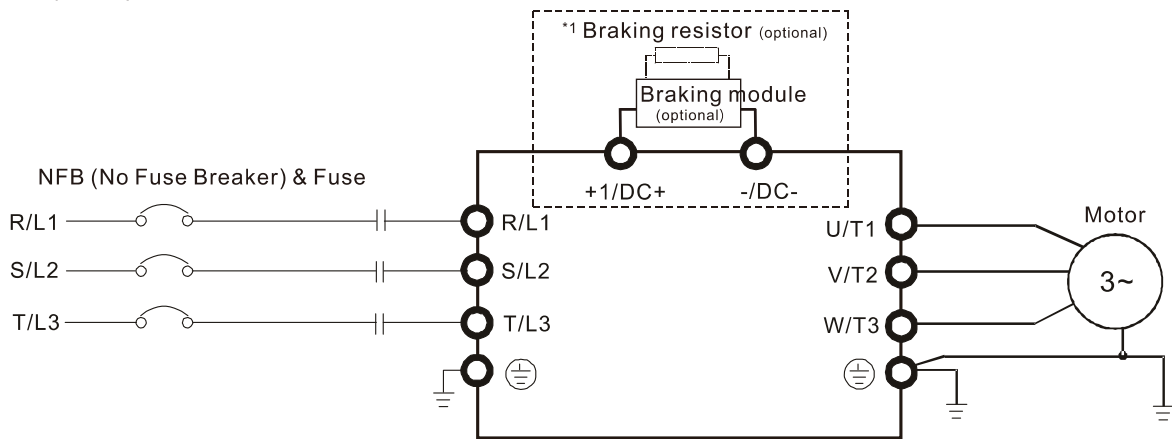 *1 Braking resistor (optional)
Braking module
(optional)
+1/DC+
-/DC-
NFB (No Fuse Breaker) & Fuse
R/L1
R/L1
S/L2
S/L2
T/L3
T/L3
U/T1
V/T2
W/T3
Motor
3~